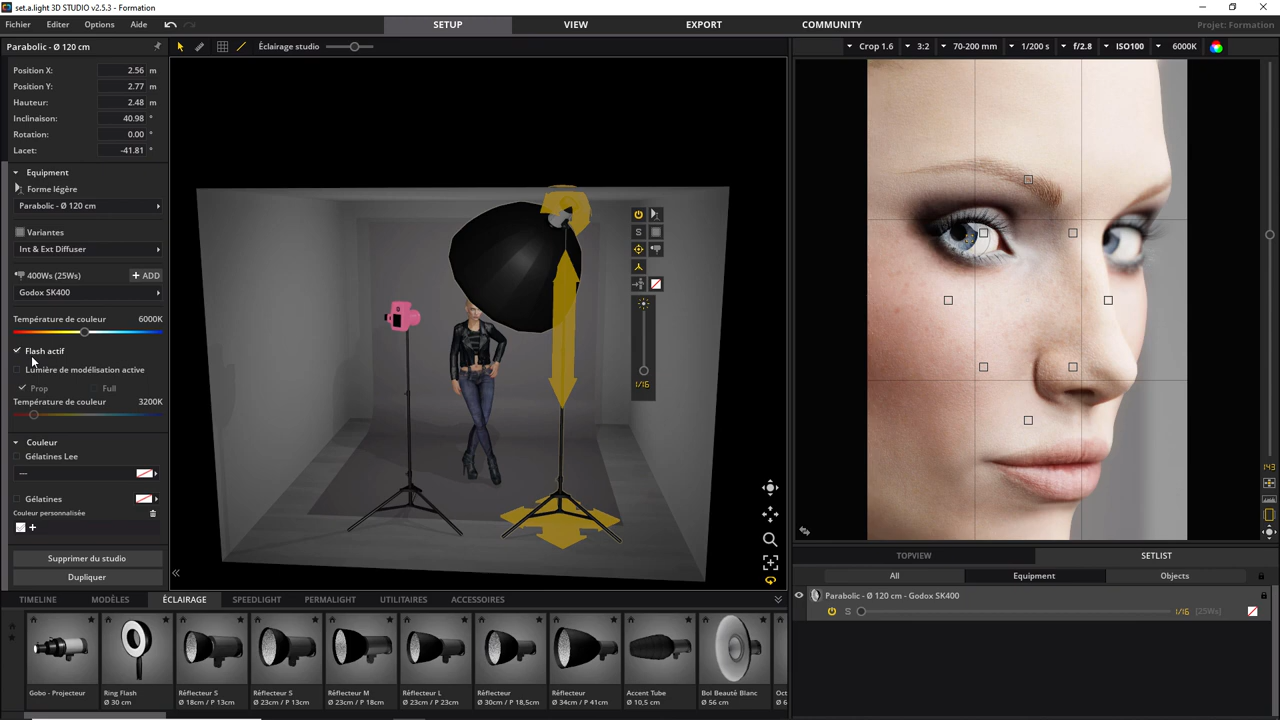 set.a.light 3D STUDIO v2.5.3 - Formation
Fichier Editer Options Aide
SETUP VIEW EXPORT COMMUNITY
Projet: Formation
Parabolic - Ø 120 cm
Éclairage studio
Crop 1.6 3:2 70-200 mm 1/200 s f/2.8 ISO100 6000K
Position X: 2.56 m
Position Y: 2.77 m
Hauteur: 2.48 m
Inclinaison: 40.98 °
Rotation: 0.00 °
Lacet: -41.81 °
Equipment
Forme légère
Parabolic - Ø 120 cm
Variantes
Int & Ext Diffuser
400Ws (25Ws) + ADD
Godox SK400
Température de couleur 6000K
Flash actif
Lumière de modélisation active
Prop Full
Température de couleur 3200K
Couleur
Gélatines Lee
---
Gélatines
Couleur personnalisée
Supprimer du studio
Dupliquer
S
1/16
143
TOPVIEW SETLIST
All Equipment Objects
Parabolic - Ø 120 cm - Godox SK400
S 1/16 [25Ws]
TIMELINE MODÈLES ÉCLAIRAGE SPEEDLIGHT PERMALIGHT SUPPORTS ACCESSORIES
Gobo - Projecteur
Ring Flash
Ø 30 cm
Réflecteur S
Ø 18cm / P 13cm
Réflecteur S
Ø 23cm / P 13cm
Réflecteur M
Ø 23cm / P 18cm
Réflecteur L
Ø 23cm / P 23cm
Réflecteur
Ø 30cm / P 18,5cm
Réflecteur
Ø 34cm / P 41cm
Accent Tube
Ø 10,5 cm
Bol Beauté Blanc
Ø 56 cm
Oct